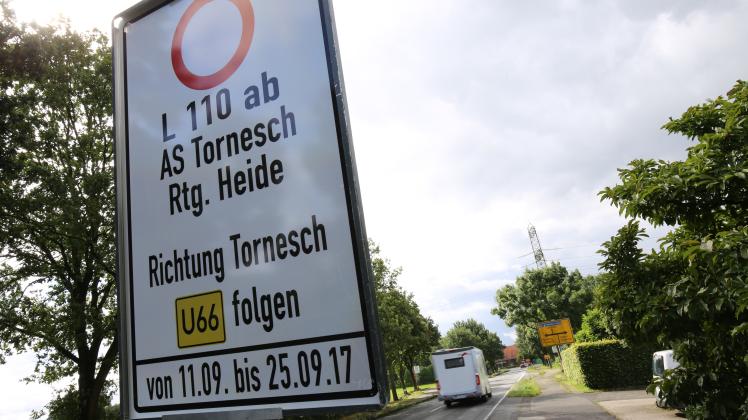 L 110 ab
AS Tornesch
Rtg. Heide
Richtung Tornesch
U66 folgen
von 11.09. bis 25.09.17